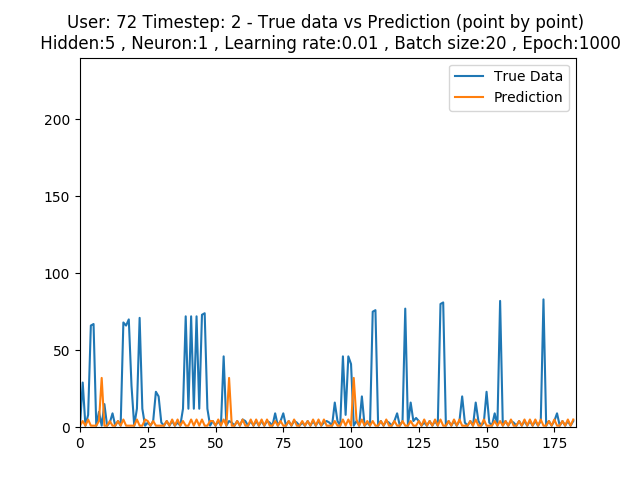 User: 72 Timestep: 2 - True data vs Prediction (point by point)
Hidden:5 , Neuron:1 , Learning rate:0.01 , Batch size:20 , Epoch:1000
True Data
Prediction
200
150
100
50
0
0 25 50 75 100 125 150 175